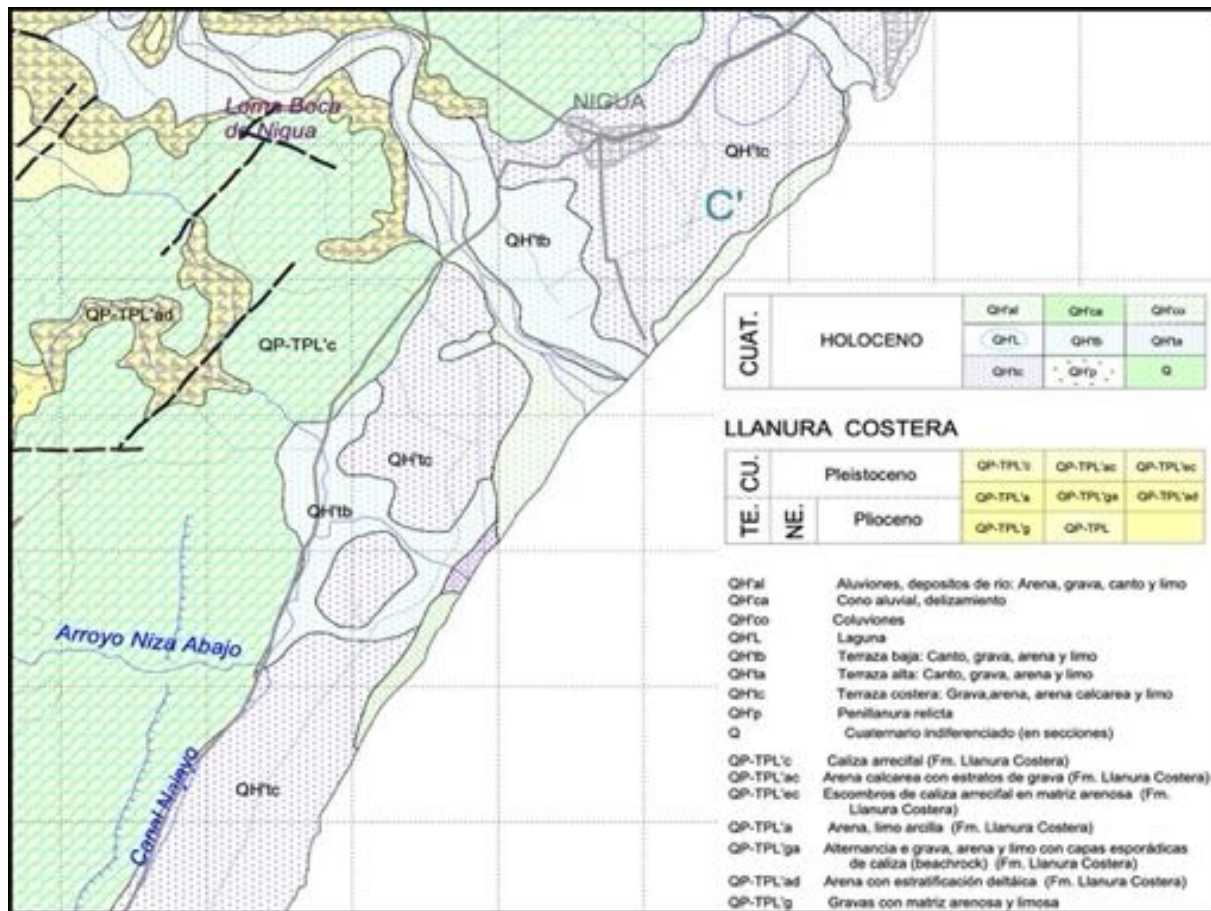 Loma Boca
de Nigua
NIGUA
QH'tc
C'
QH'tb
QP-TPL'ad
QP-TPL'c
QH'tc
QH'tb
Arroyo Niza Abajo
Canal Najayo
QH'tc
CUAT.
HOLOCENO
QH'al QH'ca QH'co
QH'L QH'tb QH'ta
QH'tc QH'p Q
LLANURA COSTERA
TE. CU.
NE.
Pleistoceno
Plioceno
QP-TPL'c QP-TPL'ac QP-TPL'ec
QP-TPL'a QP-TPL'ga QP-TPL'ad
QP-TPL'g QP-TPL
QH'al Aluviones, depositos de rio: Arena, grava, canto y limo
QH'ca Cono aluvial, delizamiento
QH'co Coluviones
QH'L Laguna
QH'tb Terraza baja: Canto, grava, arena y limo
QH'ta Terraza alta: Canto, grava, arena y limo
QH'tc Terraza costera: Grava,arena, arena calcarea y limo
QH'p Penillanura relicta
Q Cuaternario indiferenciado (en secciones)
QP-TPL'c Caliza arrecifal (Fm. Llanura Costera)
QP-TPL'ac Arena calcarea con estratos de grava (Fm. Llanura Costera)
QP-TPL'ec Escombros de caliza arrecifal en matriz arenosa (Fm.
Llanura Costera)
QP-TPL'a Arena, limo arcilla (Fm. Llanura Costera)
QP-TPL'ga Alternancia e grava, arena y limo con capas esporádicas
de caliza (beachrock) (Fm. Llanura Costera)
QP-TPL'ad Arena con estratificación deltáica (Fm. Llanura Costera)
QP-TPL'g Gravas con matriz arenosa y limosa